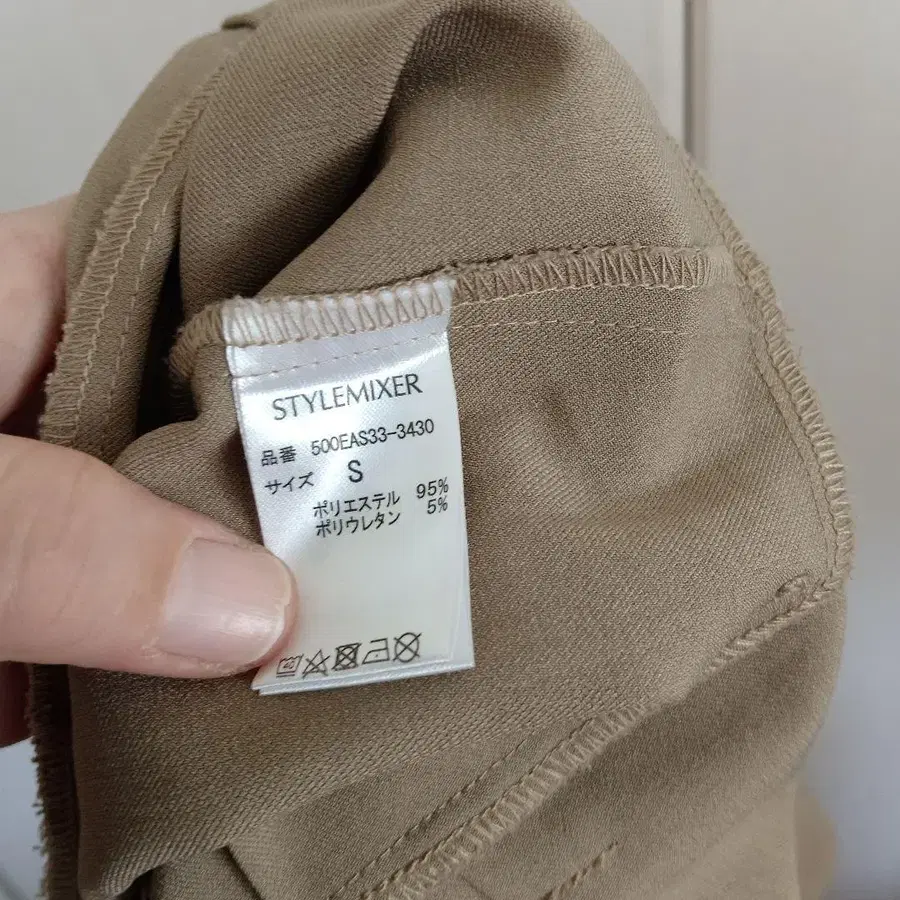 STYLEMIXER
品番 500EAS33-3430
サイズ S
ポリエステル 95%
ポリウレタン 5%
40